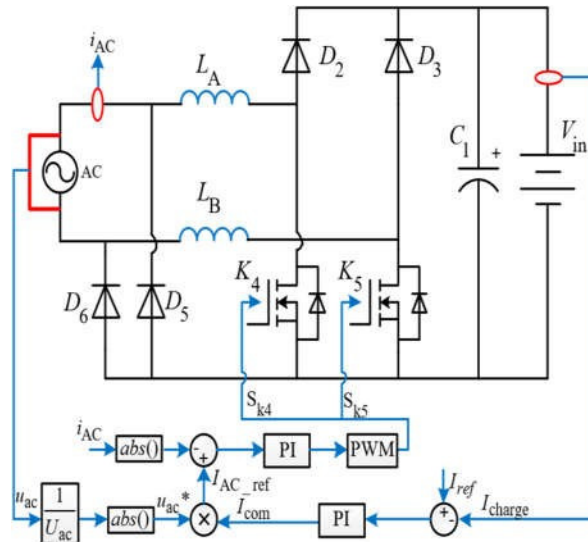 i_AC
L_A
D_2
D_3
C_1
+
V_in
AC
L_B
K_4
K_5
D_6
D_5
S_k4
S_k5
i_AC
abs()
-
+
PI
PWM
u_ac
1/U_ac
abs()
u_ac*
×
I_AC_ref
I_com
PI
I_ref
+
-
I_charge